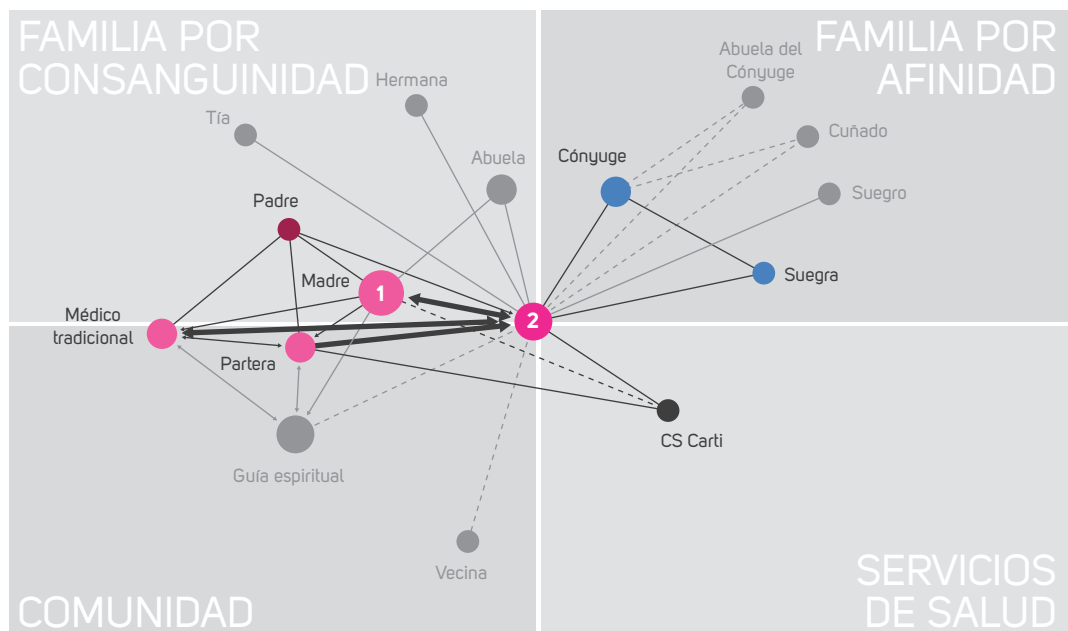 FAMILIA POR
CONSANGUINIDAD
FAMILIA POR
AFINIDAD
Abuela del
Cónyuge
Hermana
Tía
Cuñado
Abuela
Cónyuge
Suegro
Padre
Madre
1
Suegra
Médico
tradicional
2
Partera
CS Carti
Guía espiritual
Vecina
COMUNIDAD
SERVICIOS
DE SALUD